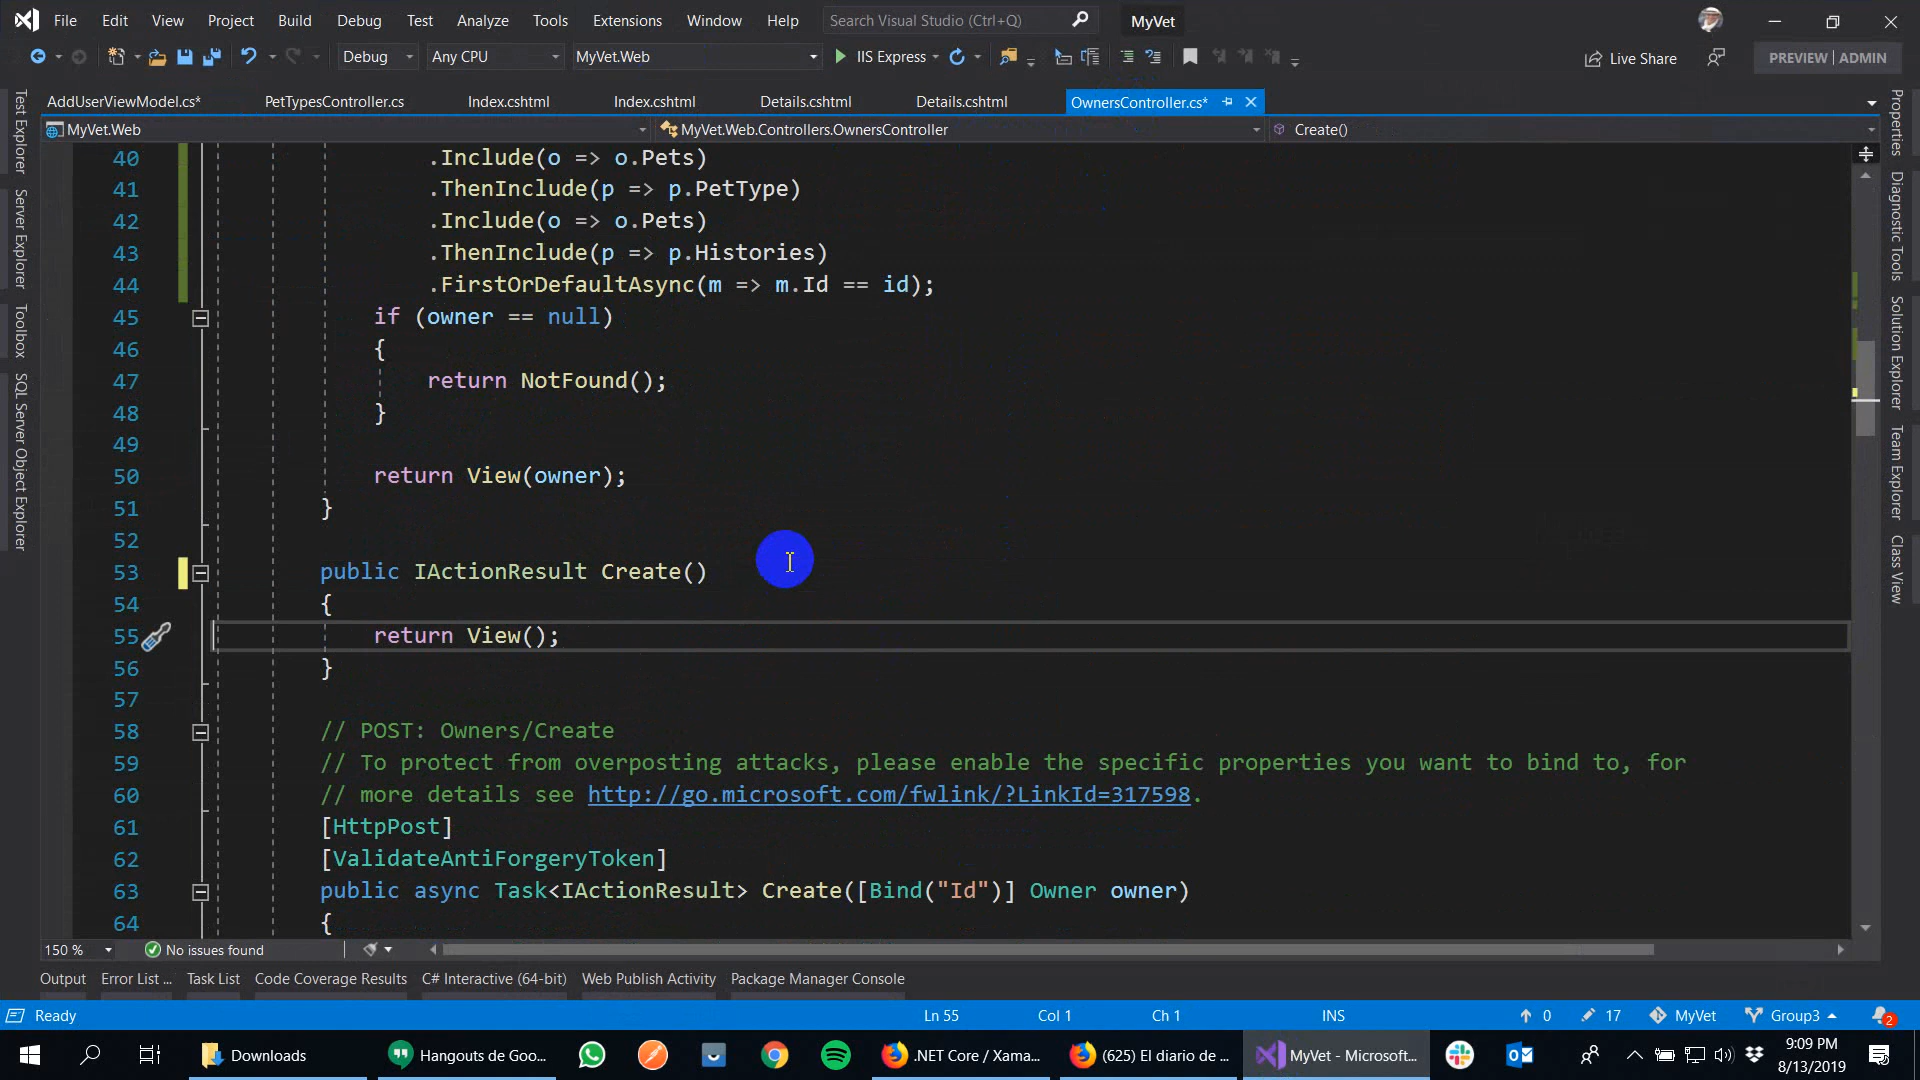 File Edit View Project Build Debug Test Analyze Tools Extensions Window Help Search Visual Studio (Ctrl+Q) MyVet
Debug Any CPU MyVet.Web IIS Express Live Share PREVIEW | ADMIN
AddUserViewModel.cs* PetTypesController.cs Index.cshtml Index.cshtml Details.cshtml Details.cshtml OwnersController.cs*
MyVet.Web MyVet.Web.Controllers.OwnersController Create()
Test Explorer
Server Explorer
Toolbox
SQL Server Object Explorer
40 .Include(o => o.Pets)
41 .ThenInclude(p => p.PetType)
42 .Include(o => o.Pets)
43 .ThenInclude(p => p.Histories)
44 .FirstOrDefaultAsync(m => m.Id == id);
45 if (owner == null)
46 {
47 return NotFound();
48 }
49
50 return View(owner);
51 }
52
53 public IActionResult Create()
54 {
55 return View();
56 }
57
58 // POST: Owners/Create
59 // To protect from overposting attacks, please enable the specific properties you want to bind to, for
60 // more details see http://go.microsoft.com/fwlink/?LinkId=317598.
61 [HttpPost]
62 [ValidateAntiForgeryToken]
63 public async Task<IActionResult> Create([Bind("Id")] Owner owner)
64 {
Properties
Diagnostic Tools
Solution Explorer
Team Explorer
Class View
150 % No issues found
Output Error List ... Task List Code Coverage Results C# Interactive (64-bit) Web Publish Activity Package Manager Console
Ready Ln 55 Col 1 Ch 1 INS 0 17 MyVet Group3 2
Downloads Hangouts de Goo... .NET Core / Xama... (625) El diario de ... MyVet - Microsoft... 9:09 PM
8/13/2019